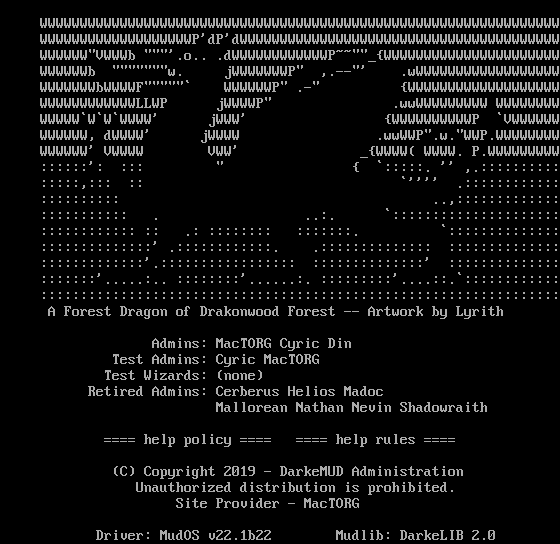 A Forest Dragon of Drakonwood Forest -- Artwork by Lyrith
Admins: MacTORG Cyric Din
Test Admins: Cyric MacTORG
Test Wizards: (none)
Retired Admins: Cerberus Helios Madoc
Mallorean Nathan Nevin Shadowraith
==== help policy ==== ==== help rules ====
(C) Copyright 2019 - DarkeMUD Administration
Unauthorized distribution is prohibited.
Site Provider - MacTORG
Driver: MudOS v22.1b22 Mudlib: DarkeLIB 2.0